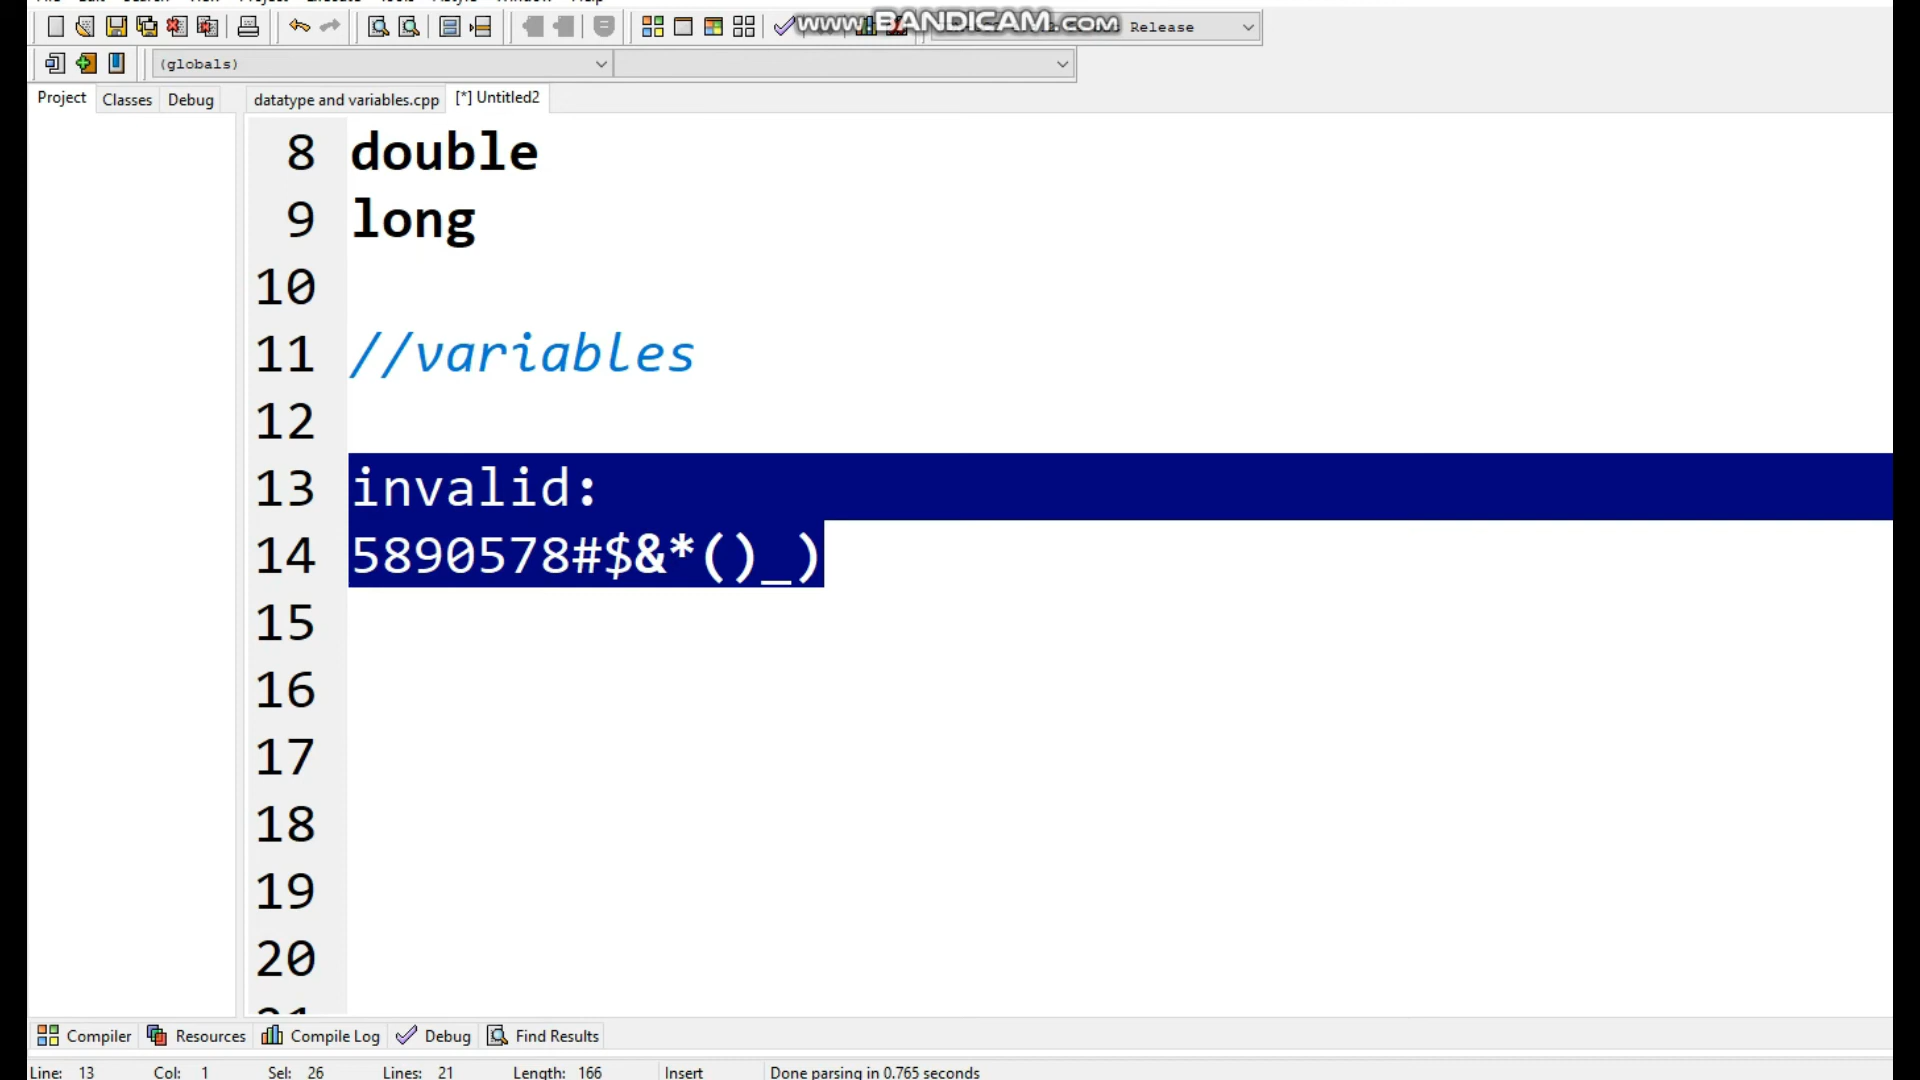 www.BANDICAM.com
Release
(globals)
Project
Classes
Debug
datatype and variables.cpp
[*] Untitled2
8 double
9 long
10
11 //variables
12
13 invalid:
14 5890578#$&*()_)
15
16
17
18
19
20
Compiler
Resources
Compile Log
Debug
Find Results
Line: 13 Col: 1 Sel: 26 Lines: 21 Length: 166 Insert Done parsing in 0.765 seconds